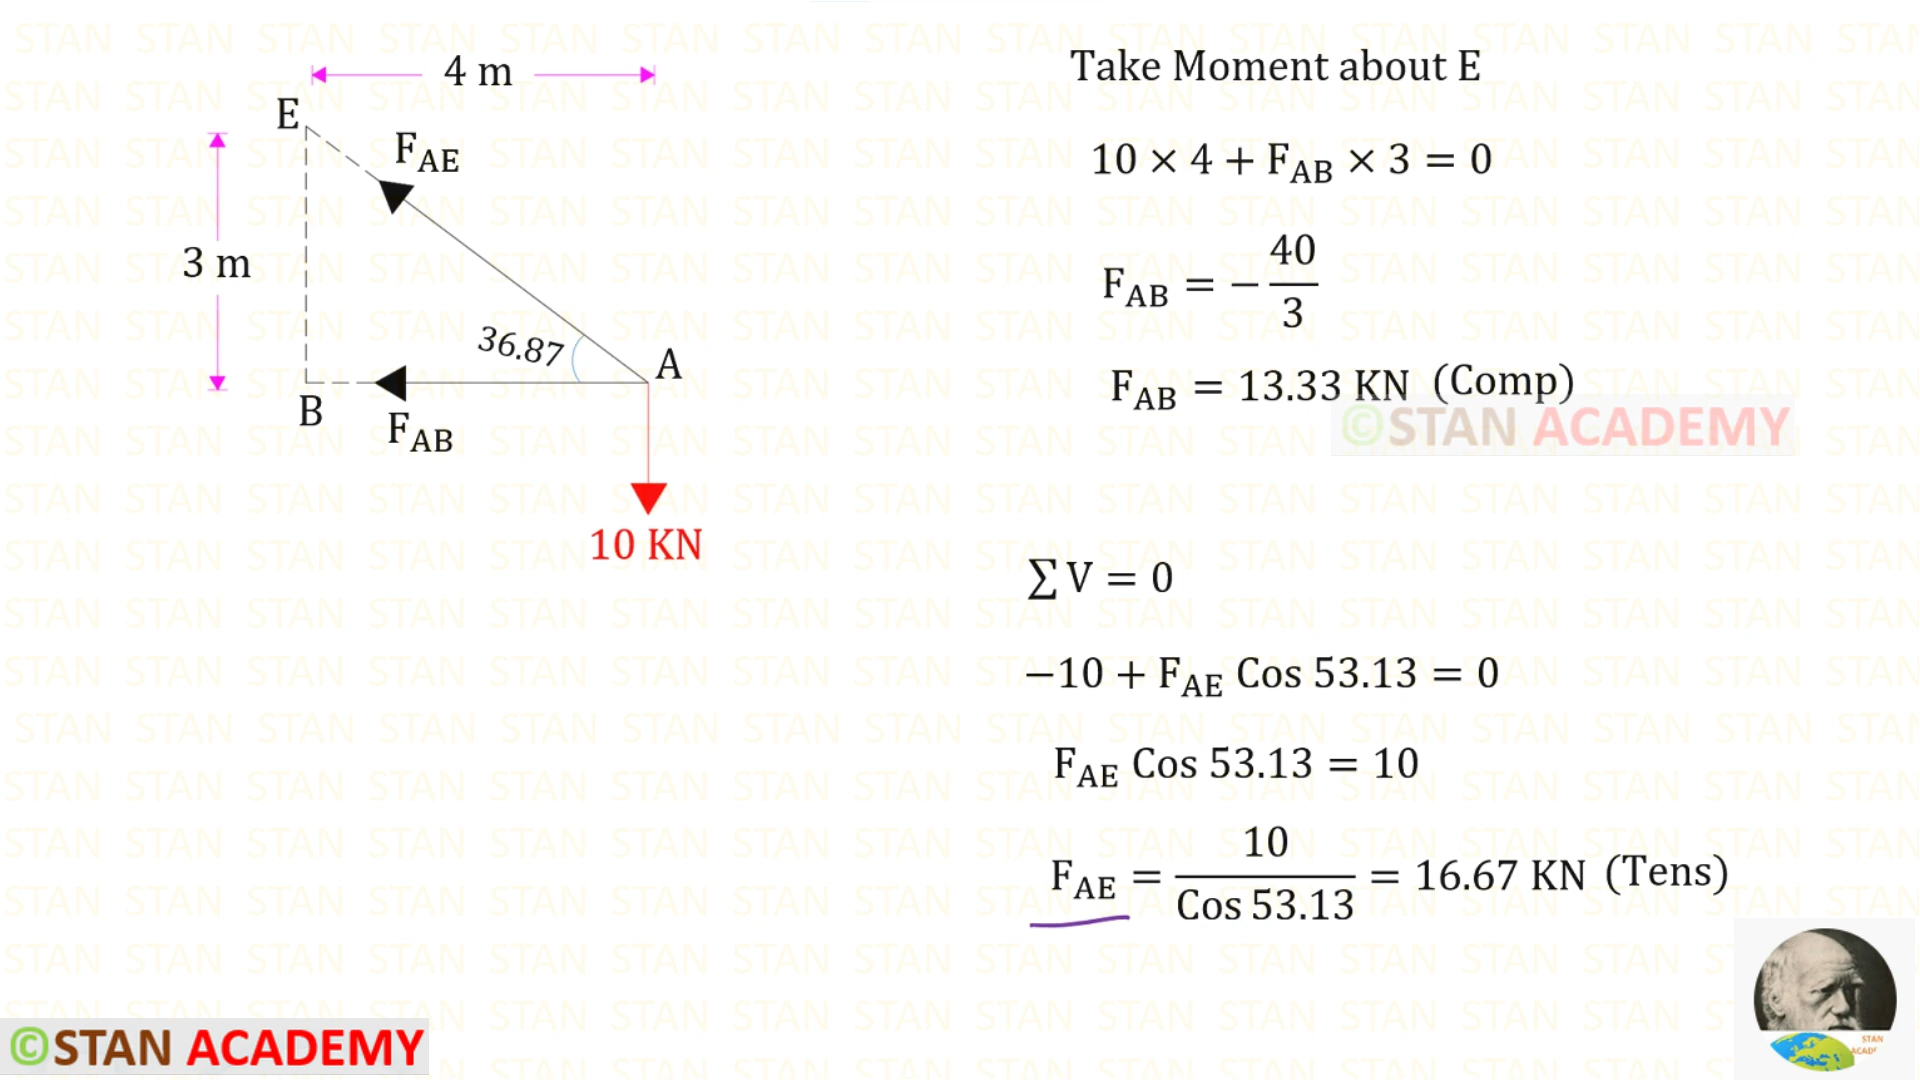 4 m
E
F_AE
3 m
36.87
A
B
F_AB
10 KN
Take Moment about E
10 × 4 + F_AB × 3 = 0
F_AB = − 40/3
F_AB = 13.33 KN (Comp)
©STAN ACADEMY
∑ V = 0
−10 + F_AE Cos 53.13 = 0
F_AE Cos 53.13 = 10
F_AE = 10/Cos 53.13 = 16.67 KN (Tens)
©STAN ACADEMY
STAN